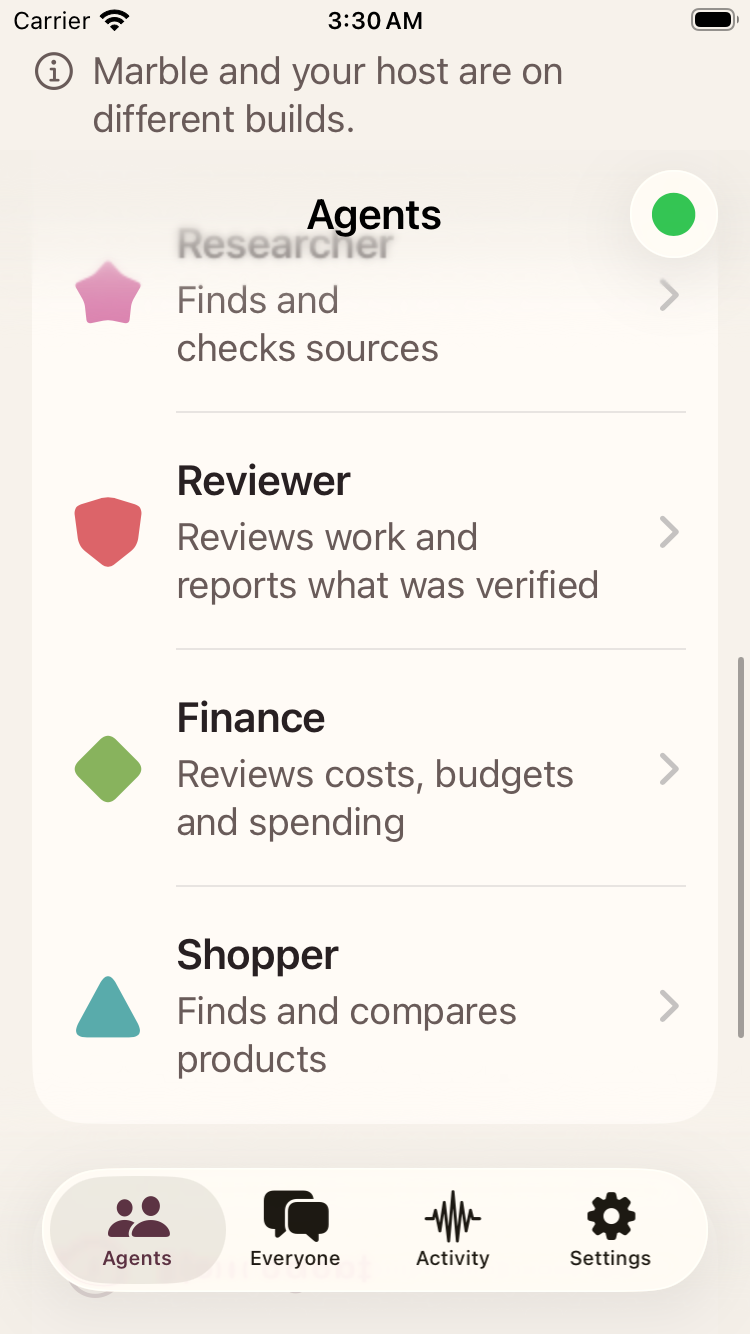 Carrier 3:30 AM
Marble and your host are on
different builds.
Agents
Researcher
Finds and
checks sources
Reviewer
Reviews work and
reports what was verified
Finance
Reviews costs, budgets
and spending
Shopper
Finds and compares
products
Agents Everyone Activity Settings